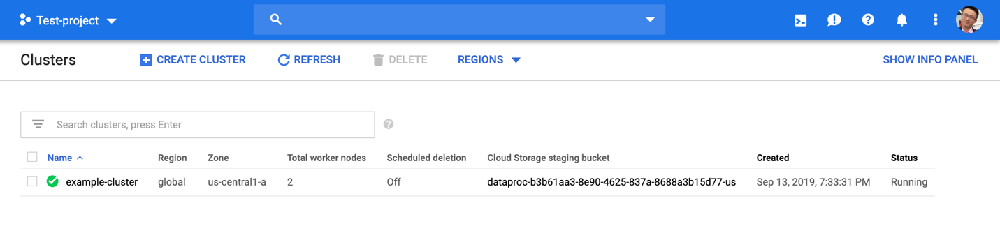 Test-project
Clusters CREATE CLUSTER REFRESH DELETE REGIONS SHOW INFO PANEL
Search clusters, press Enter
Name Region Zone Total worker nodes Scheduled deletion Cloud Storage staging bucket Created Status
example-cluster global us-central1-a 2 Off dataproc-b3b61aa3-8e90-4625-837a-8688a3b15d77-us Sep 13, 2019, 7:33:31 PM Running